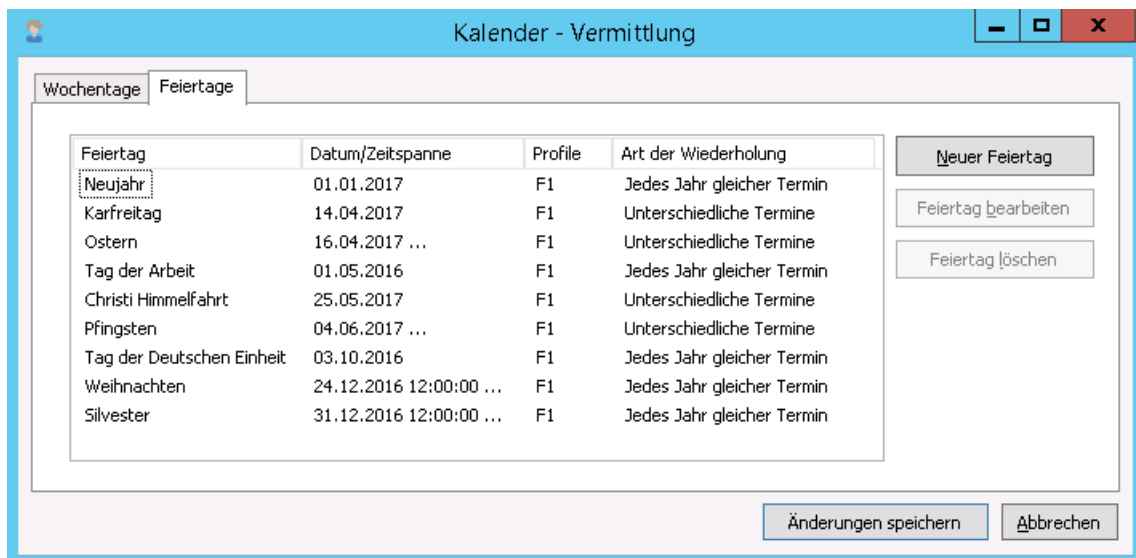 Kalender - Vermittlung
Wochentage Feiertage
Feiertag Datum/Zeitspanne Profile Art der Wiederholung Neuer Feiertag
Neujahr 01.01.2017 F1 Jedes Jahr gleicher Termin
Karfreitag 14.04.2017 F1 Unterschiedliche Termine Feiertag bearbeiten
Ostern 16.04.2017 ... F1 Unterschiedliche Termine
Tag der Arbeit 01.05.2016 F1 Jedes Jahr gleicher Termin Feiertag löschen
Christi Himmelfahrt 25.05.2017 F1 Unterschiedliche Termine
Pfingsten 04.06.2017 ... F1 Unterschiedliche Termine
Tag der Deutschen Einheit 03.10.2016 F1 Jedes Jahr gleicher Termin
Weihnachten 24.12.2016 12:00:00 ... F1 Jedes Jahr gleicher Termin
Silvester 31.12.2016 12:00:00 ... F1 Jedes Jahr gleicher Termin
Änderungen speichern Abbrechen